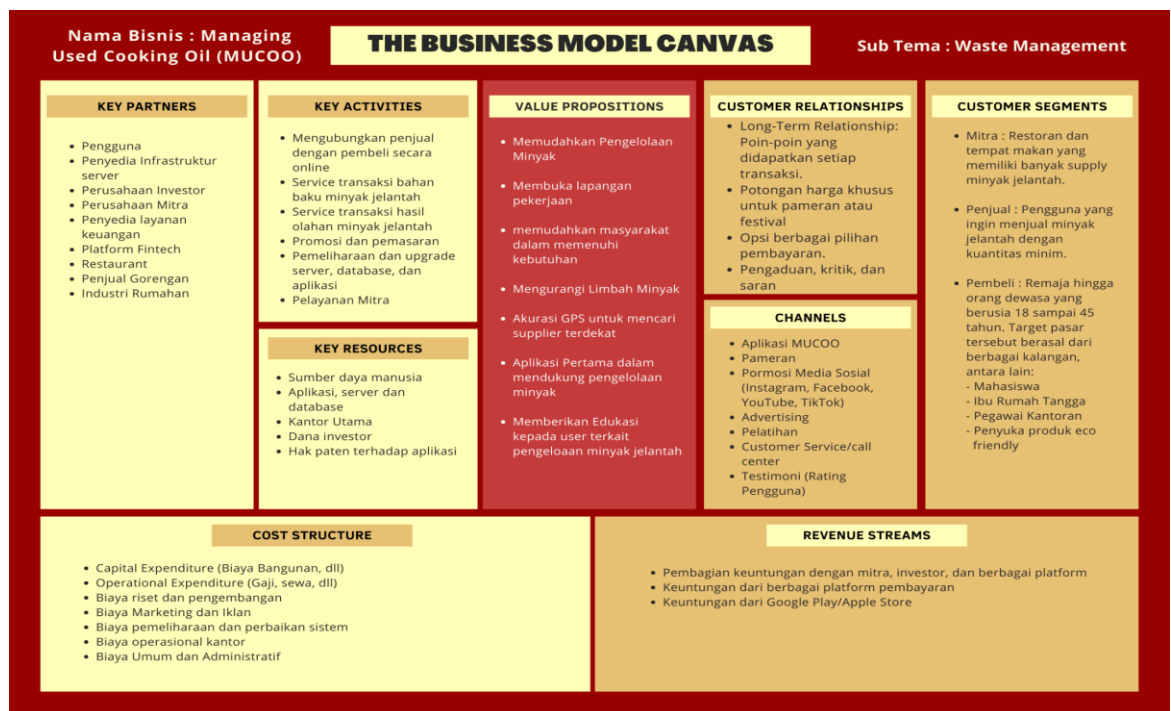 Nama Bisnis : Managing
Used Cooking Oil (MUCOO)
THE BUSINESS MODEL CANVAS
Sub Tema : Waste Management
KEY PARTNERS
• Pengguna
• Penyedia Infrastruktur
server
• Perusahaan Investor
• Perusahaan Mitra
• Penyedia layanan
keuangan
• Platform Fintech
• Restaurant
• Penjual Gorengan
• Industri Rumahan
KEY ACTIVITIES
• Mengubungkan penjual
dengan pembeli secara
online
• Service transaksi bahan
baku minyak jelantah
• Service transaksi hasil
olahan minyak jelantah
• Promosi dan pemasaran
• Pemeliharaan dan upgrade
server, database, dan
aplikasi
• Pelayanan Mitra
KEY RESOURCES
• Sumber daya manusia
• Aplikasi, server dan
database
• Kantor Utama
• Dana investor
• Hak paten terhadap aplikasi
VALUE PROPOSITIONS
• Memudahkan Pengelolaan
Minyak
• Membuka lapangan
pekerjaan
• memudahkan masyarakat
dalam memenuhi
kebutuhan
• Mengurangi Limbah Minyak
• Akurasi GPS untuk mencari
supplier terdekat
• Aplikasi Pertama dalam
mendukung pengelolaan
minyak
• Memberikan Edukasi
kepada user terkait
pengeloaan minyak jelantah
CUSTOMER RELATIONSHIPS
• Long-Term Relationship:
Poin-poin yang
didapatkan setiap
transaksi.
• Potongan harga khusus
untuk pameran atau
festival
• Opsi berbagai pilihan
pembayaran.
• Pengaduan, kritik, dan
saran
CHANNELS
• Aplikasi MUCOO
• Pameran
• Pormosi Media Sosial
(Instagram, Facebook,
YouTube, TikTok)
• Advertising
• Pelatihan
• Customer Service/call
center
• Testimoni (Rating
Pengguna)
CUSTOMER SEGMENTS
• Mitra : Restoran dan
tempat makan yang
memiliki banyak supply
minyak jelantah.
• Penjual : Pengguna yang
ingin menjual minyak
jelantah dengan
kuantitas minim.
• Pembeli : Remaja hingga
orang dewasa yang
berusia 18 sampai 45
tahun. Target pasar
tersebut berasal dari
berbagai kalangan,
antara lain:
- Mahasiswa
- Ibu Rumah Tangga
- Pegawai Kantoran
- Penyuka produk eco
friendly
COST STRUCTURE
• Capital Expenditure (Biaya Bangunan, dll)
• Operational Expenditure (Gaji, sewa, dll)
• Biaya riset dan pengembangan
• Biaya Marketing dan Iklan
• Biaya pemeliharaan dan perbaikan sistem
• Biaya operasional kantor
• Biaya Umum dan Administratif
REVENUE STREAMS
• Pembagian keuntungan dengan mitra, investor, dan berbagai platform
• Keuntungan dari berbagai platform pembayaran
• Keuntungan dari Google Play/Apple Store